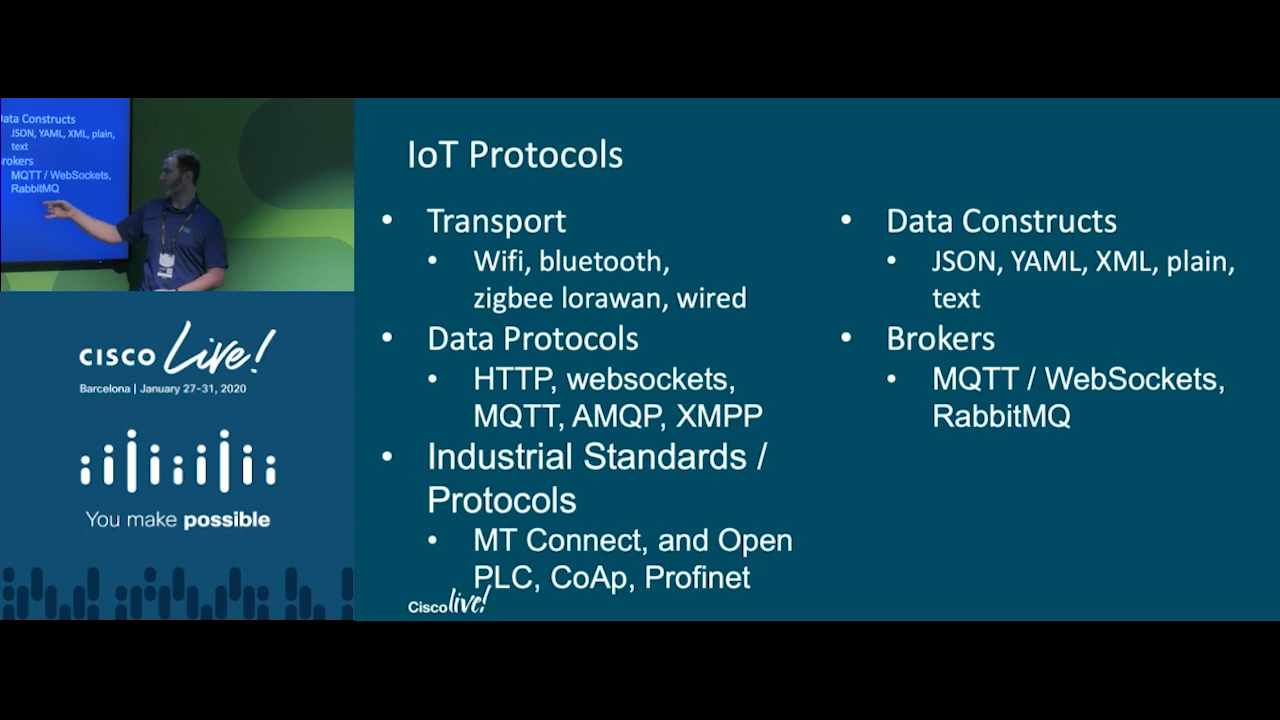 Data Constructs
JSON, YAML, XML, plain,
text
Brokers
MQTT / WebSockets,
RabbitMQ
CISCO Live!
Barcelona | January 27-31, 2020
You make possible
IoT Protocols
• Transport
• Wifi, bluetooth,
zigbee lorawan, wired
• Data Protocols
• HTTP, websockets,
MQTT, AMQP, XMPP
• Industrial Standards /
Protocols
• MT Connect, and Open
PLC, CoAp, Profinet
• Data Constructs
• JSON, YAML, XML, plain,
text
• Brokers
• MQTT / WebSockets,
RabbitMQ
Cisco live!